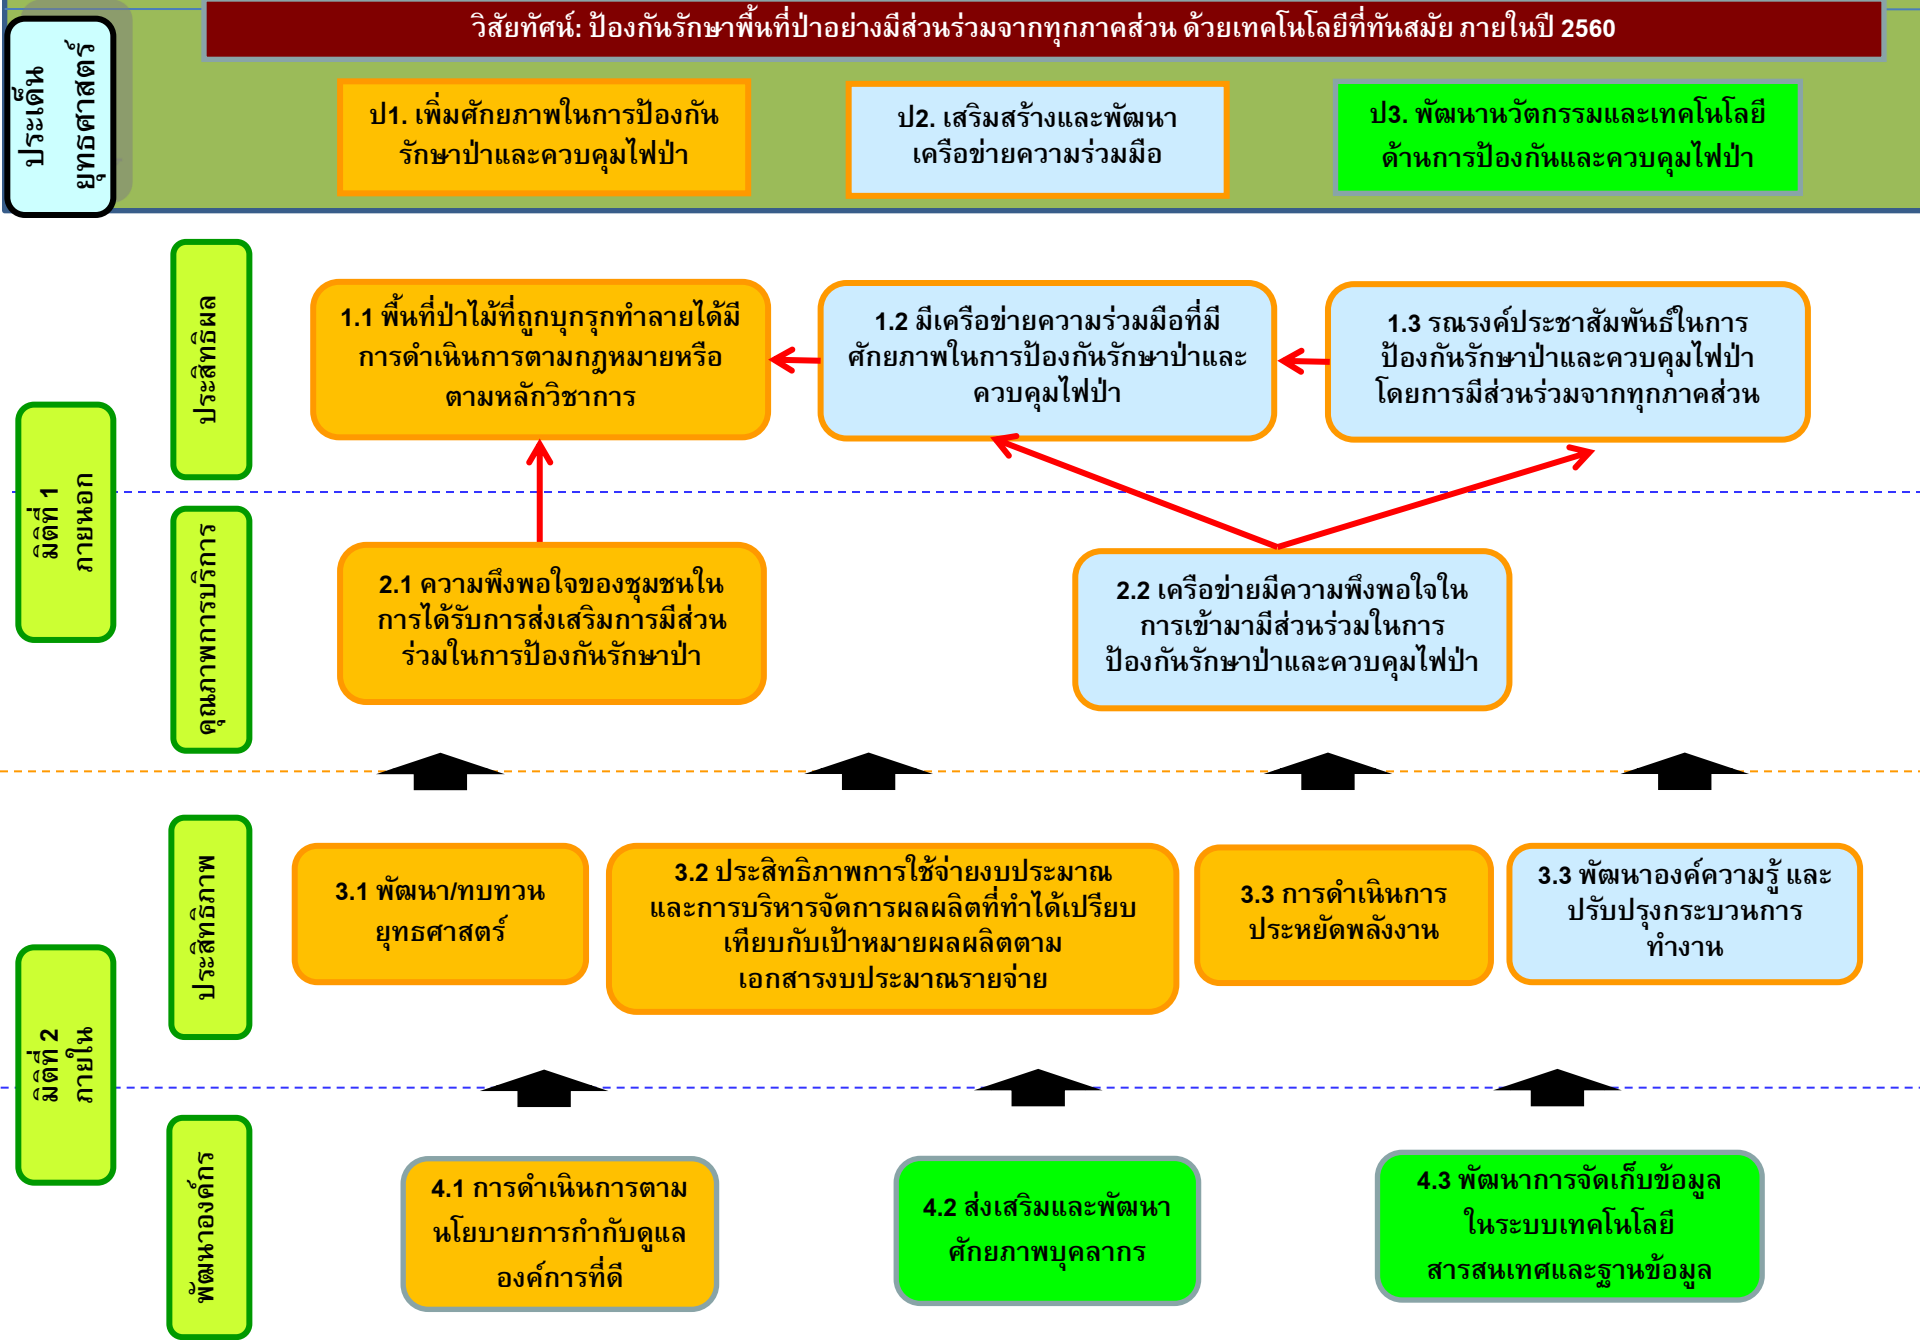 วิสัยทัศน์: ป้องกันรักษาพื้นที่ป่าอย่างมีส่วนร่วมจากทุกภาคส่วน ด้วยเทคโนโลยีที่ทันสมัย ภายในปี 2560
ประเด็น
ยุทธศาสตร์
ป1. เพิ่มศักยภาพในการป้องกัน
รักษาป่าและควบคุมไฟป่า
ป2. เสริมสร้างและพัฒนา
เครือข่ายความร่วมมือ
ป3. พัฒนานวัตกรรมและเทคโนโลยี
ด้านการป้องกันและควบคุมไฟป่า
มิติที่ 1
ภายนอก
ประสิทธิผล
1.1 พื้นที่ป่าไม้ที่ถูกบุกรุกทำลายได้มี
การดำเนินการตามกฎหมายหรือ
ตามหลักวิชาการ
1.2 มีเครือข่ายความร่วมมือที่มี
ศักยภาพในการป้องกันรักษาป่าและ
ควบคุมไฟป่า
1.3 รณรงค์ประชาสัมพันธ์ในการ
ป้องกันรักษาป่าและควบคุมไฟป่า
โดยการมีส่วนร่วมจากทุกภาคส่วน
คุณภาพการบริการ
2.1 ความพึงพอใจของชุมชนใน
การได้รับการส่งเสริมการมีส่วน
ร่วมในการป้องกันรักษาป่า
2.2 เครือข่ายมีความพึงพอใจใน
การเข้ามามีส่วนร่วมในการ
ป้องกันรักษาป่าและควบคุมไฟป่า
มิติที่ 2
ภายใน
ประสิทธิภาพ
3.1 พัฒนา/ทบทวน
ยุทธศาสตร์
3.2 ประสิทธิภาพการใช้จ่ายงบประมาณ
และการบริหารจัดการผลผลิตที่ทำได้เปรียบ
เทียบกับเป้าหมายผลผลิตตาม
เอกสารงบประมาณรายจ่าย
3.3 การดำเนินการ
ประหยัดพลังงาน
3.3 พัฒนาองค์ความรู้ และ
ปรับปรุงกระบวนการ
ทำงาน
พัฒนาองค์กร
4.1 การดำเนินการตาม
นโยบายการกำกับดูแล
องค์การที่ดี
4.2 ส่งเสริมและพัฒนา
ศักยภาพบุคลากร
4.3 พัฒนาการจัดเก็บข้อมูล
ในระบบเทคโนโลยี
สารสนเทศและฐานข้อมูล